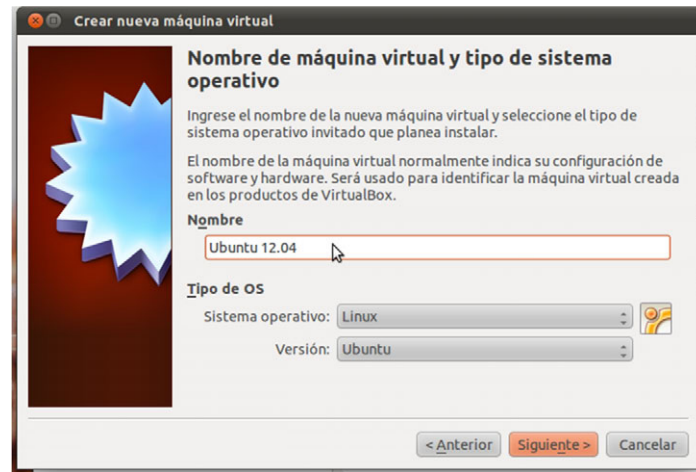 Crear nueva máquina virtual
Nombre de máquina virtual y tipo de sistema
operativo
Ingrese el nombre de la nueva máquina virtual y seleccione el tipo de
sistema operativo invitado que planea instalar.
El nombre de la máquina virtual normalmente indica su configuración de
software y hardware. Será usado para identificar la máquina virtual creada
en los productos de VirtualBox.
Nombre
Ubuntu 12.04
Tipo de OS
Sistema operativo: Linux
Versión: Ubuntu
< Anterior Siguiente > Cancelar